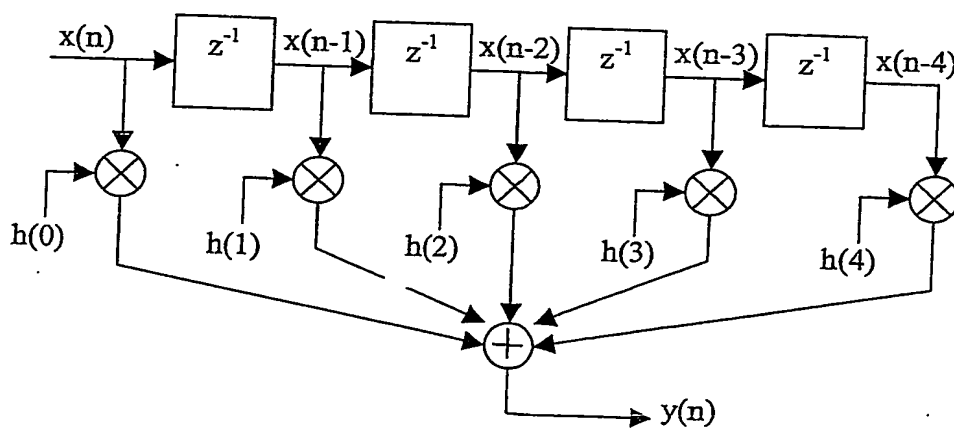 x(n) z⁻¹ x(n-1) z⁻¹ x(n-2) z⁻¹ x(n-3) z⁻¹ x(n-4)
h(0) h(1) h(2) h(3) h(4)
+
y(n)